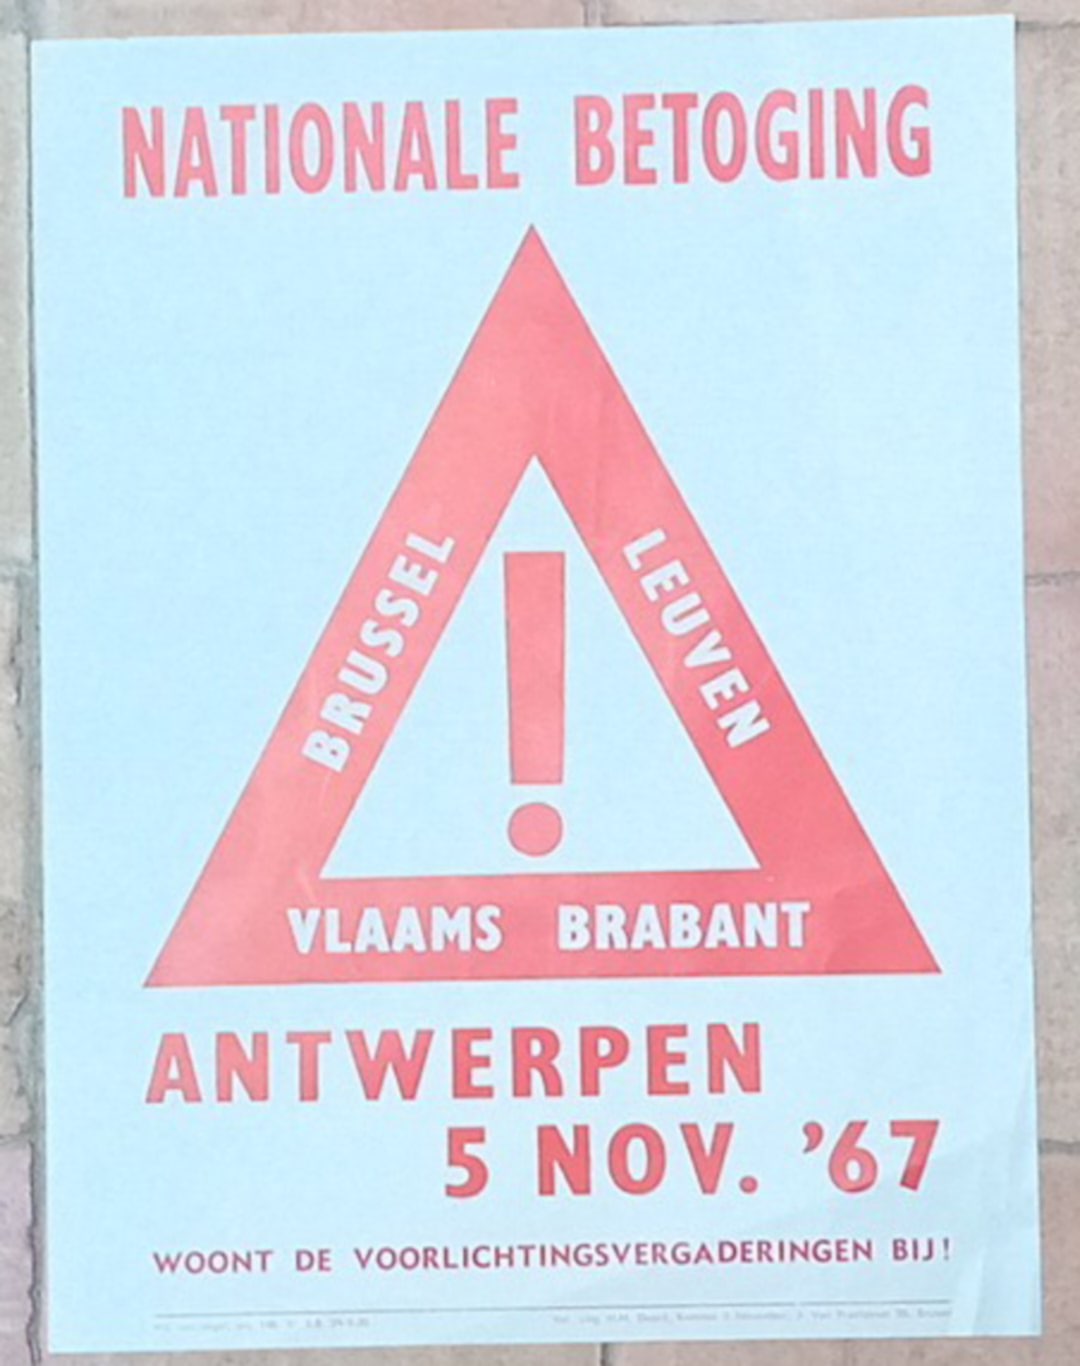 NATIONALE BETOGING
BRUSSEL
LEUVEN
!
VLAAMS BRABANT
ANTWERPEN
5 NOV. '67
WOONT DE VOORLICHTINGSVERGADERINGEN BIJ!